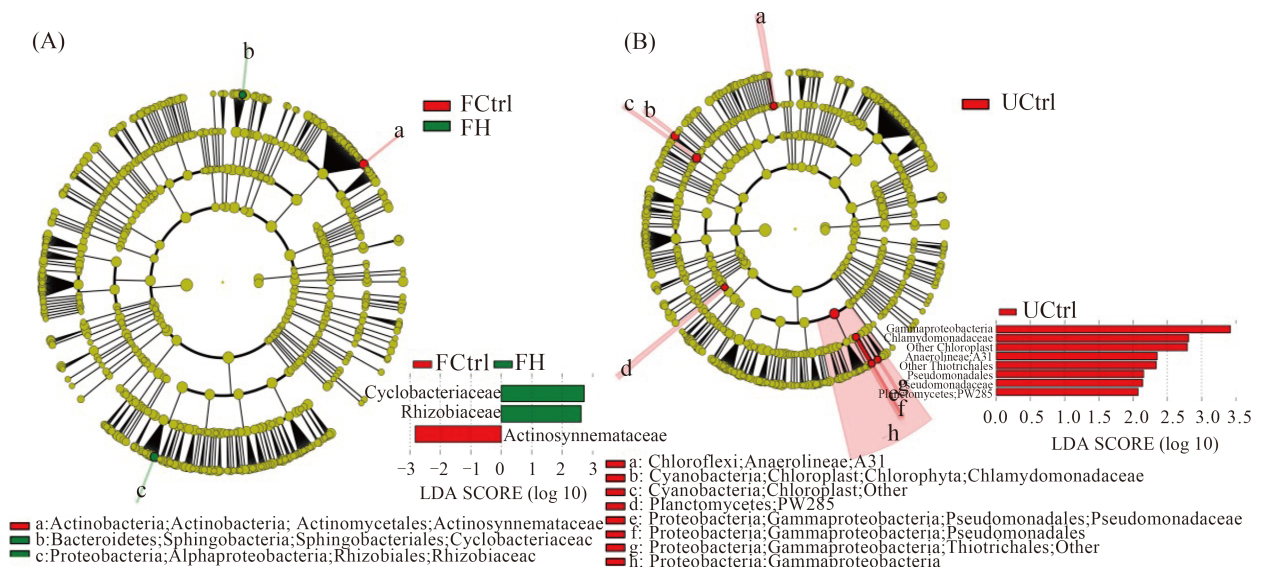 (A)
b
a
FCtrl
FH
c
FCtrl FH
Cyclobacteriaceae
Rhizobiaceae
Actinosynnemataceae
−3 −2 −1 0 1 2 3
LDA SCORE (log 10)
a:Actinobacteria;Actinobacteria; Actinomycetales;Actinosynnemataceae
b:Bacteroidetes;Sphingobacteria;Sphingobacteriales;Cyclobacteriaceac
c:Proteobacteria;Alphaproteobacteria;Rhizobiales;Rhizobiaceac
(B)
a
c b
UCtrl
d
g
e
f
h
UCtrl
Gammaproteobacteria
Chlamydomonadaceae
Other Chloroplast
Anaerolineae;A31
Other Thiotrichales
Pseudomonadales
Pseudomonadaceae
Planctomycetes;PW285
0.0 0.5 1.0 1.5 2.0 2.5 3.0 3.5
LDA SCORE (log 10)
a: Chloroflexi;Anaerolineae;A31
b: Cyanobacteria;Chloroplast;Chlorophyta;Chlamydomonadaceae
c: Cyanobacteria;Chloroplast;Other
d: Planctomycetes;PW285
e: Proteobacteria;Gammaproteobacteria;Pseudomonadales;Pseudomonadaceae
f: Proteobacteria;Gammaproteobacteria;Pseudomonadales
g: Proteobacteria;Gammaproteobacteria;Thiotrichales;Other
h: Proteobacteria;Gammaproteobacteria